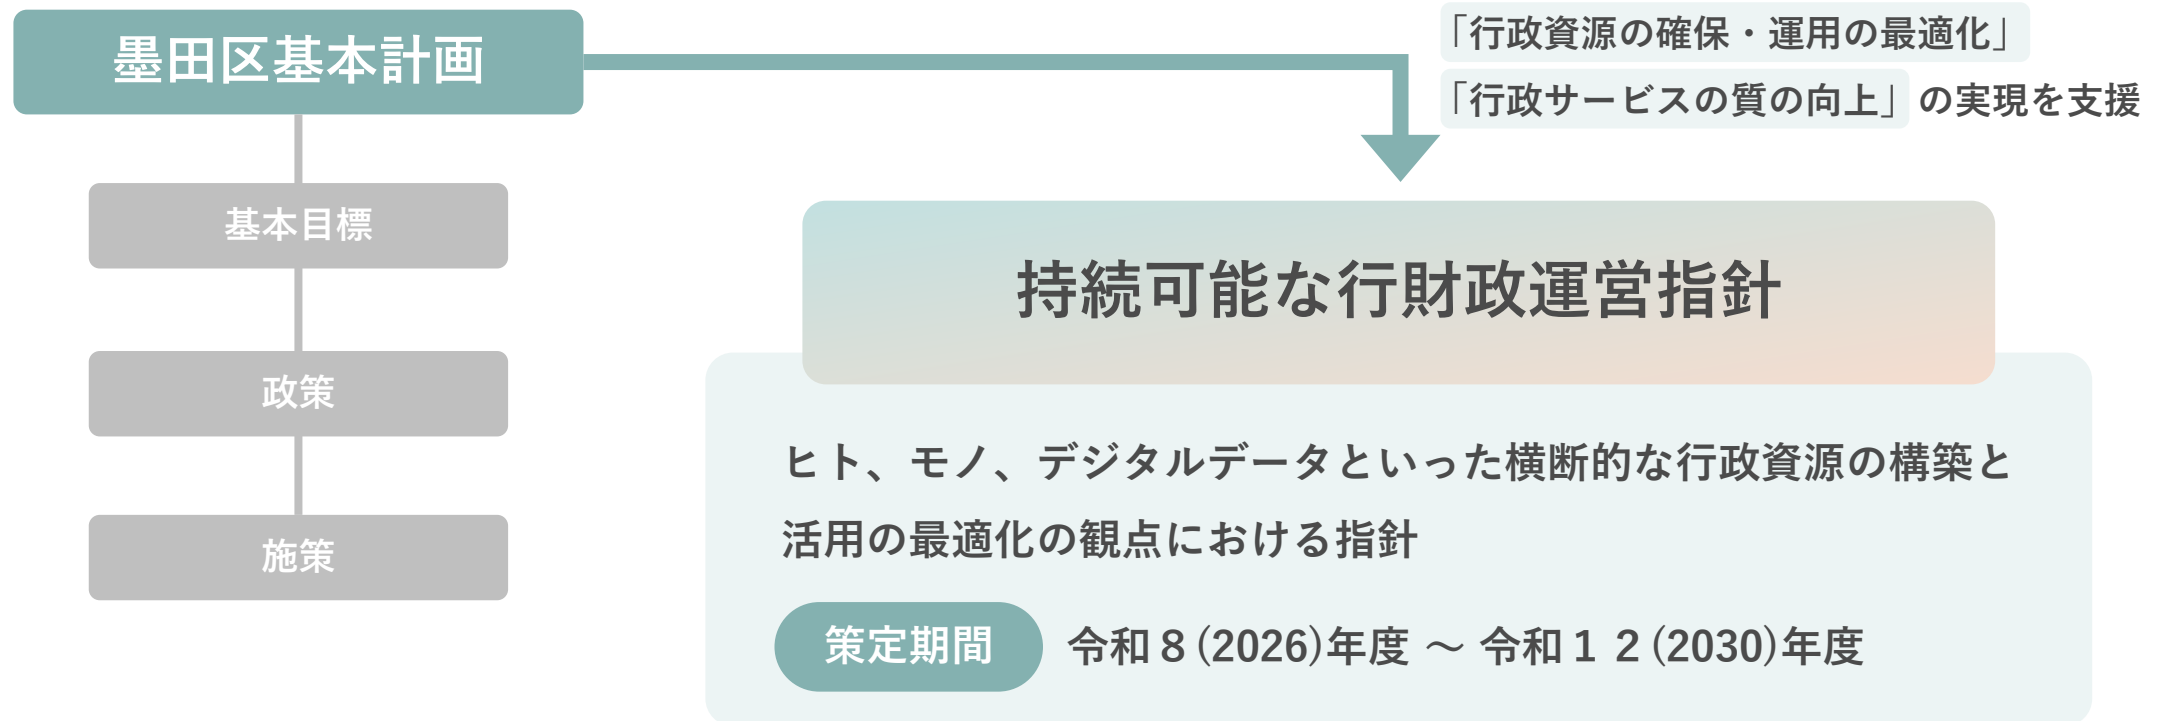 墨田区基本計画
基本目標
政策
施策
「行政資源の確保・運用の最適化」
「行政サービスの質の向上」の実現を支援
持続可能な行財政運営指針
ヒト、モノ、デジタルデータといった横断的な行政資源の構築と
活用の最適化の観点における指針
策定期間 令和８(2026)年度 ～ 令和１２(2030)年度